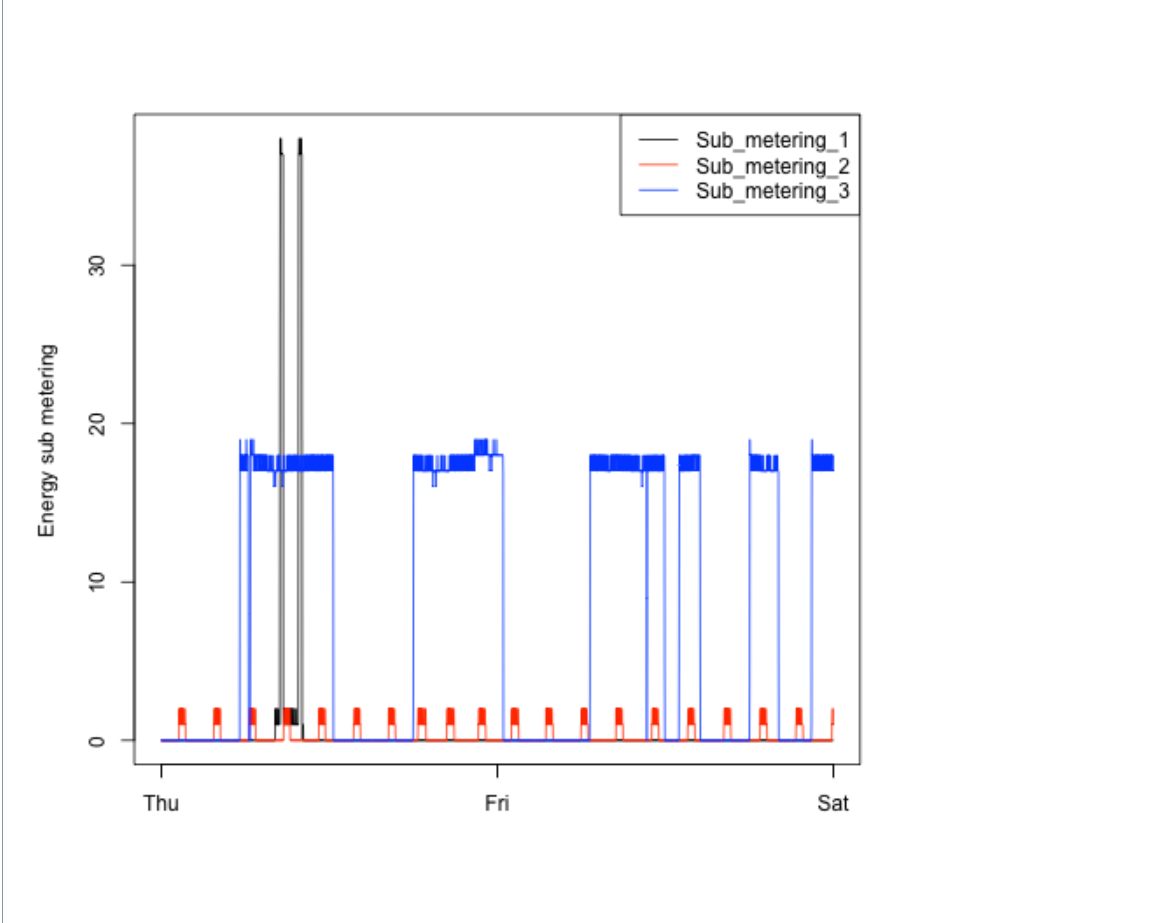 Sub_metering_1
Sub_metering_2
Sub_metering_3
Energy sub metering
30
20
10
0
Thu Fri Sat